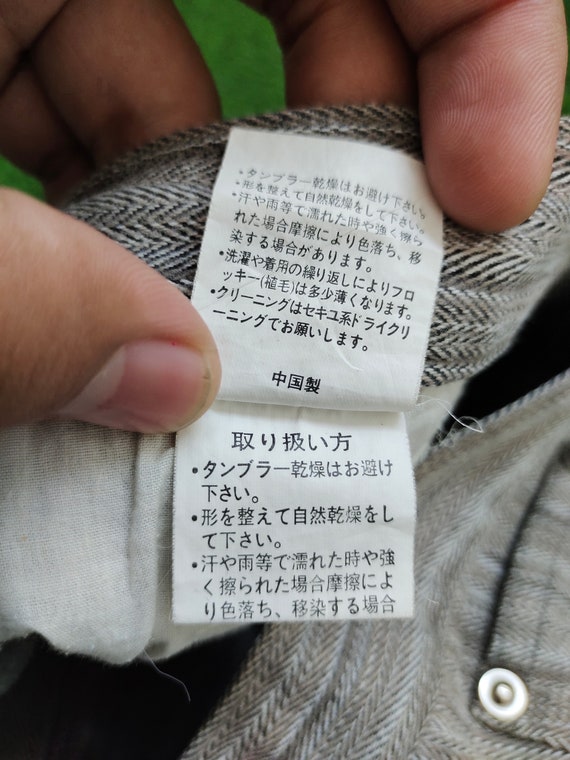 ・タンブラー乾燥はお避け下さい。
・形を整えて自然乾燥をして下さい。
・汗や雨等で濡れた時や強く擦ら
れた場合摩擦により色落ち、移
染する場合があります。
・洗濯や着用の繰り返しによりフロ
ッキー(植毛)は多少薄くなります。
・クリーニングはセキユ系ドライクリ
ーニングでお願いします。
中国製
取り扱い方
・タンブラー乾燥はお避け
下さい。
・形を整えて自然乾燥をし
て下さい。
・汗や雨等で濡れた時や強
く擦られた場合摩擦によ
り色落ち、移染する場合